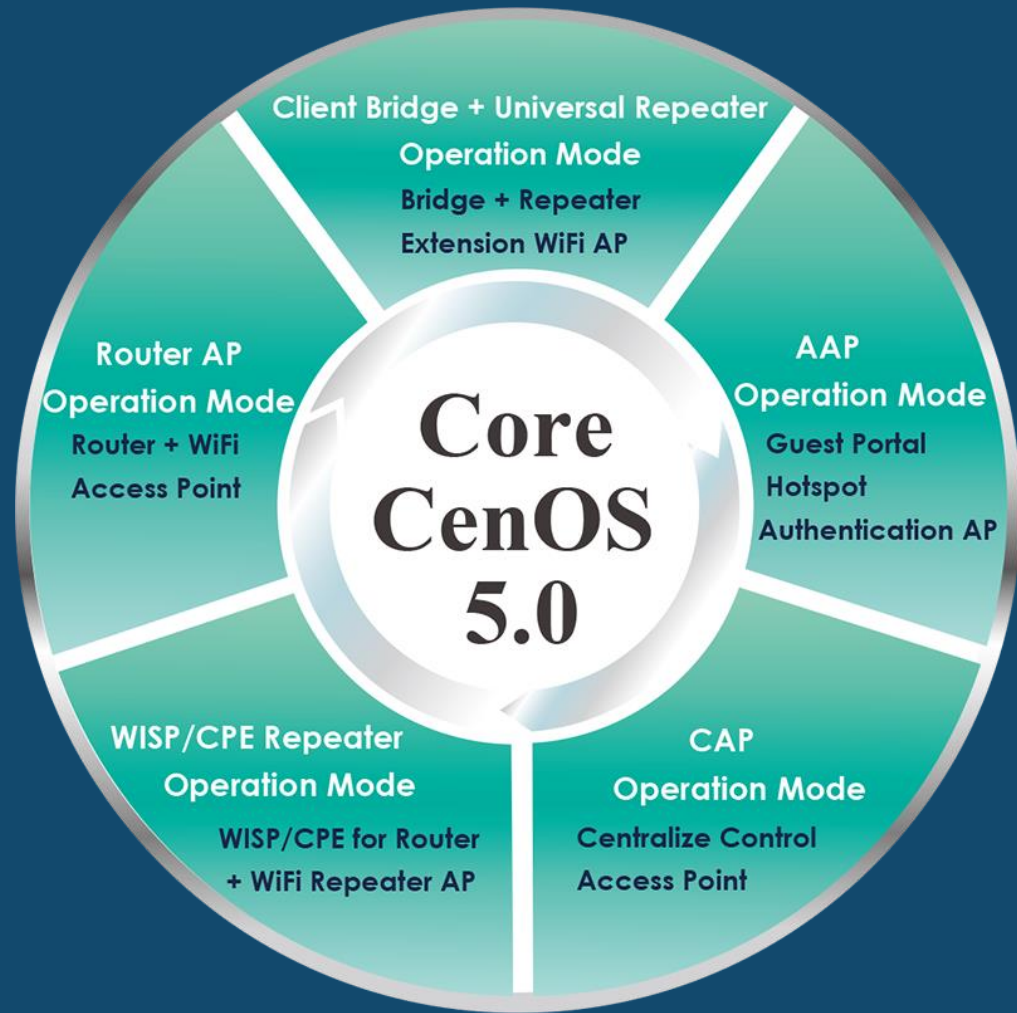 Client Bridge + Universal Repeater
Operation Mode
Bridge + Repeater
Extension WiFi AP
Router AP
Operation Mode
Router + WiFi
Access Point
AAP
Operation Mode
Guest Portal
Hotspot
Authentication AP
Core
CenOS
5.0
WISP/CPE Repeater
Operation Mode
WISP/CPE for Router
+ WiFi Repeater AP
CAP
Operation Mode
Centralize Control
Access Point